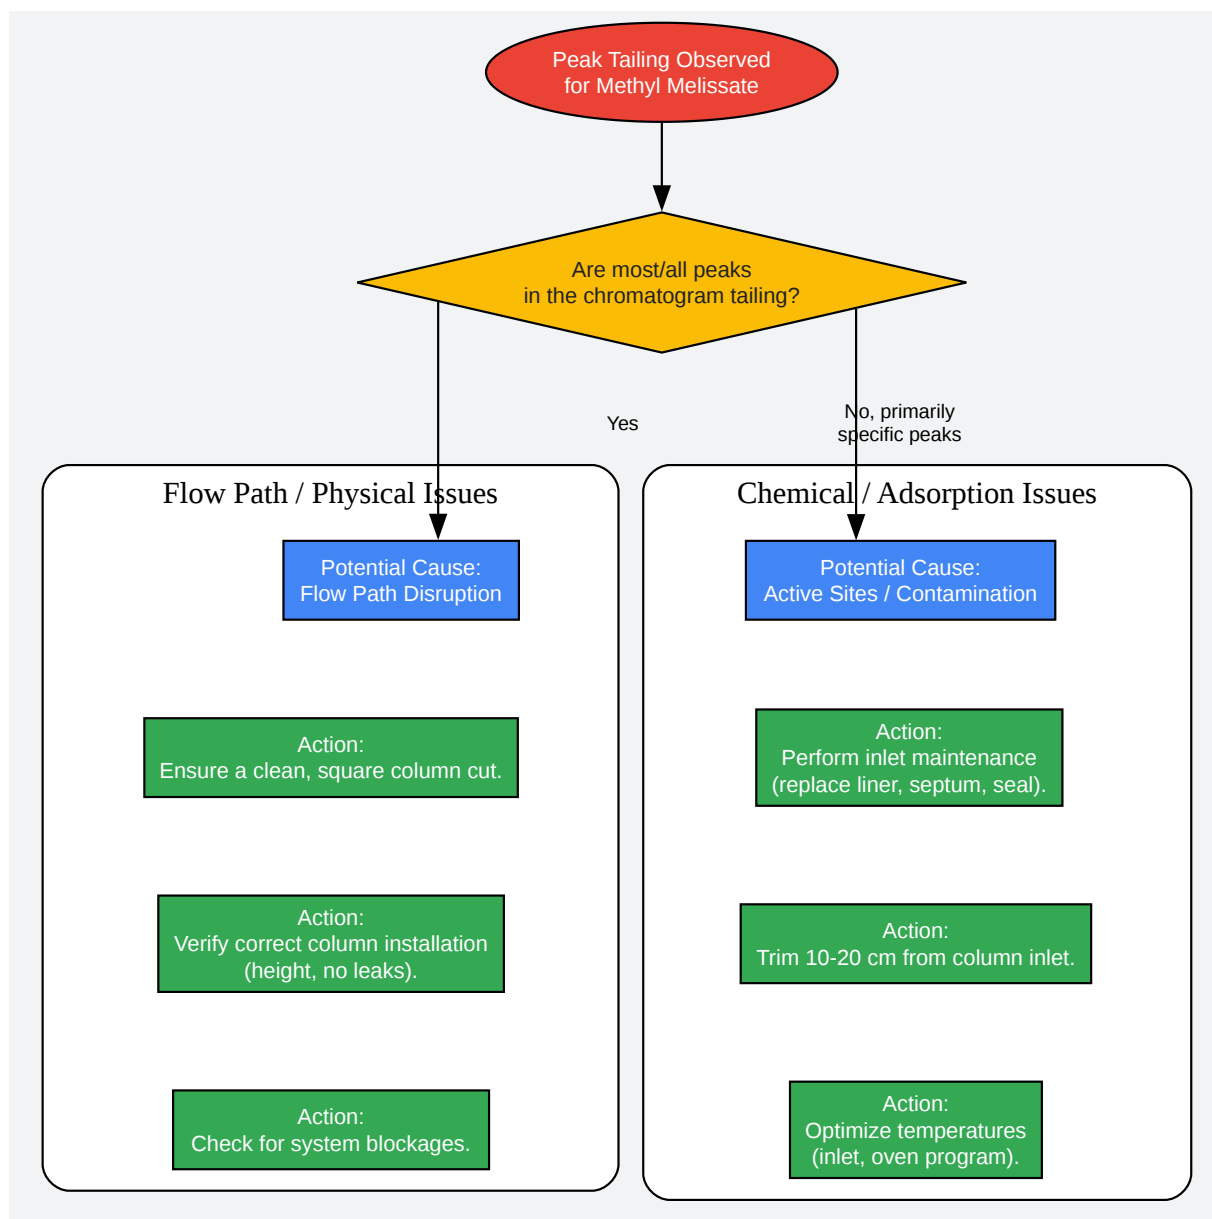 Peak Tailing Observed
for Methyl Melissate
Are most/all peaks
in the chromatogram tailing?
Yes
No, primarily
specific peaks
Flow Path / Physical Issues
Potential Cause:
Flow Path Disruption
Action:
Ensure a clean, square column cut.
Action:
Verify correct column installation
(height, no leaks).
Action:
Check for system blockages.
Chemical / Adsorption Issues
Potential Cause:
Active Sites / Contamination
Action:
Perform inlet maintenance
(replace liner, septum, seal).
Action:
Trim 10-20 cm from column inlet.
Action:
Optimize temperatures
(inlet, oven program).